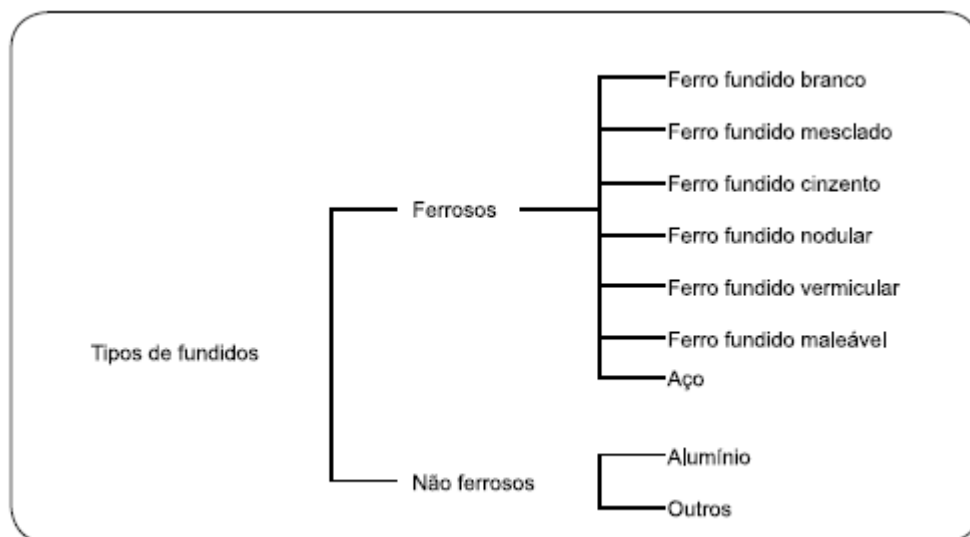 Ferro fundido branco
Ferro fundido mesclado
Ferro fundido cinzento
Ferrosos
Ferro fundido nodular
Ferro fundido vermicular
Ferro fundido maleável
Tipos de fundidos
Aço
Alumínio
Não ferrosos
Outros